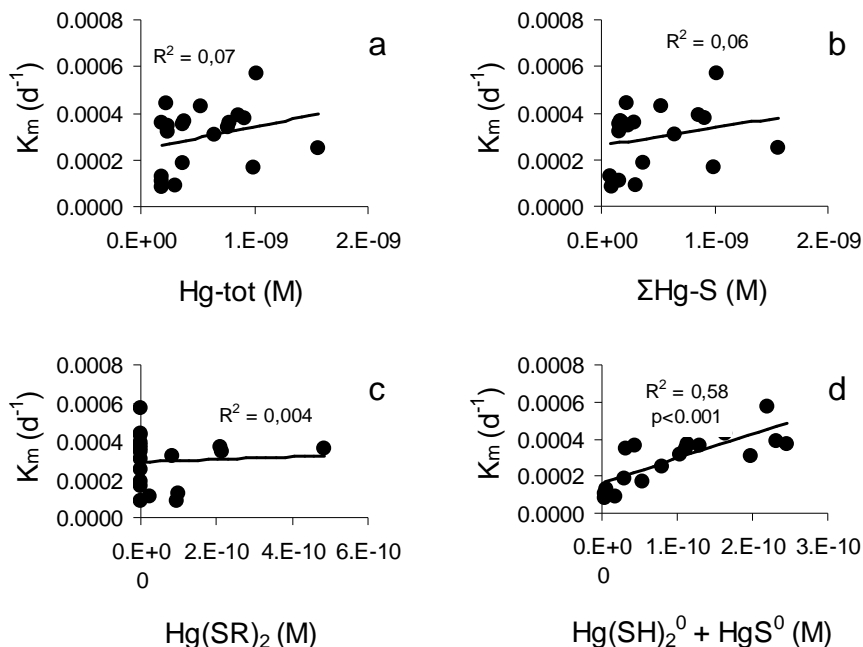 a
R² = 0,07
Kₘ (d⁻¹)
0.0008
0.0006
0.0004
0.0002
0.0000
0.E+00 1.E-09 2.E-09
Hg-tot (M)
b
R² = 0,06
Kₘ (d⁻¹)
0.0008
0.0006
0.0004
0.0002
0.0000
0.E+00 1.E-09 2.E-09
ΣHg-S (M)
c
R² = 0,004
Kₘ (d⁻¹)
0.0008
0.0006
0.0004
0.0002
0.0000
0.E+0 2.E-10 4.E-10 6.E-10
0
Hg(SR)₂ (M)
d
R² = 0,58
p<0.001
Kₘ (d⁻¹)
0.0008
0.0006
0.0004
0.0002
0.0000
0.E+0 1.E-10 2.E-10 3.E-10
0
Hg(SH)₂⁰ + HgS⁰ (M)